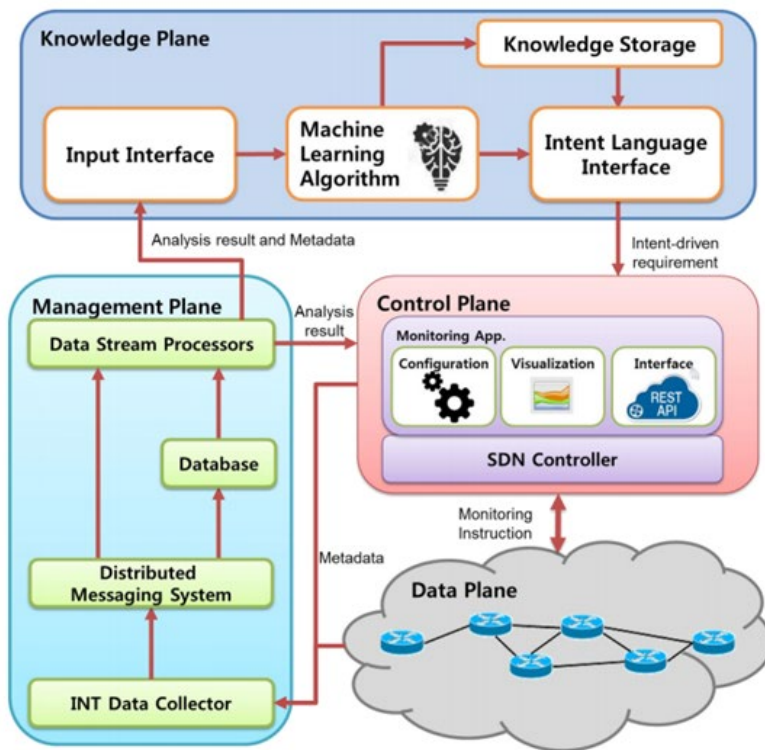 Knowledge Plane
Knowledge Storage
Input Interface
Machine
Learning
Algorithm
Intent Language
Interface
Analysis result and Metadata
Intent-driven
requirement
Management Plane
Data Stream Processors
Analysis
result
Database
Distributed
Messaging System
INT Data Collector
Control Plane
Monitoring App.
Configuration
Visualization
Interface
REST
API
SDN Controller
Monitoring
Instruction
Metadata
Data Plane